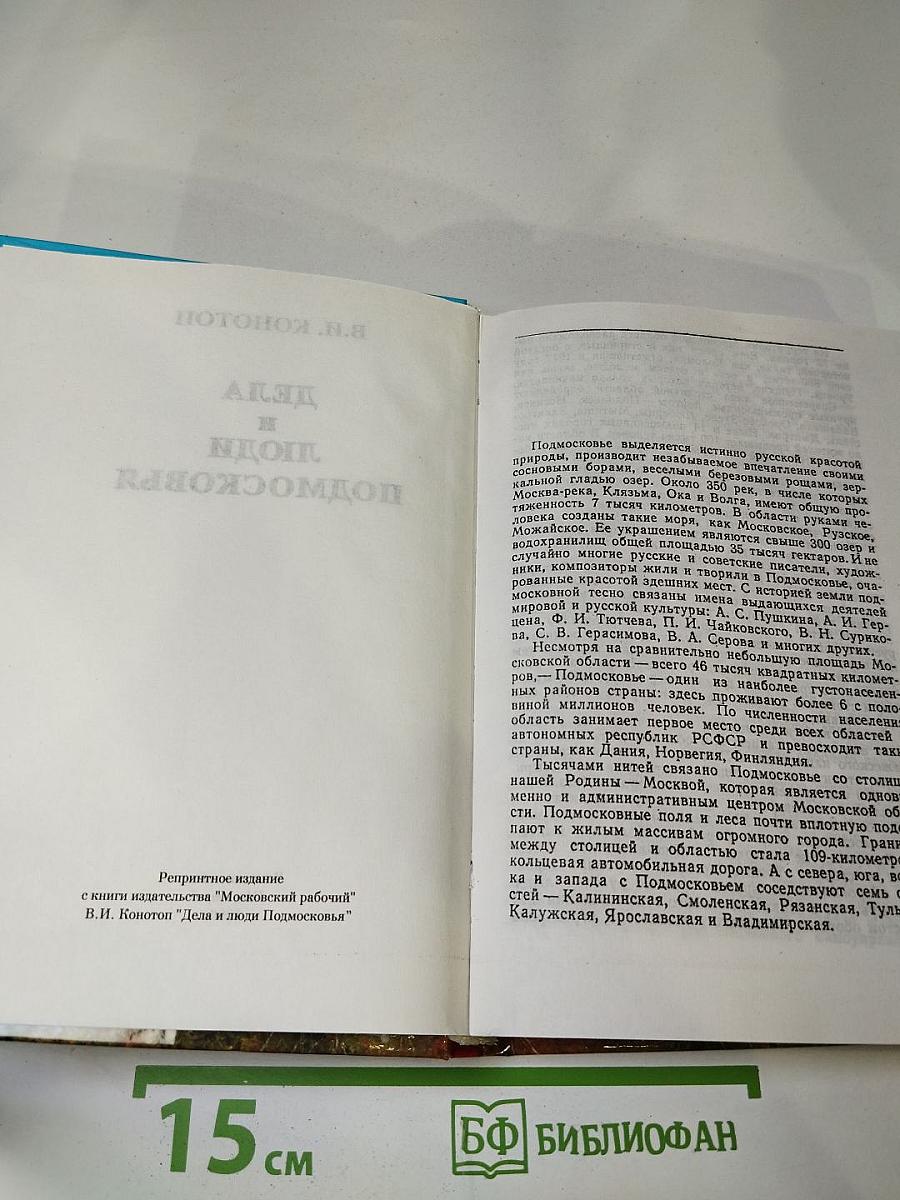 В.И. КОНОТОП
ДЕЛА
и
ЛЮДИ
ПОДМОСКОВЬЯ
Репринтное издание
с книги издательства "Московский рабочий"
В.И. Конотоп "Дела и люди Подмосковья"
Подмосковье выделяется истинно русской красотой
природы, производит незабываемое впечатление своими
сосновыми борами, веселыми березовыми рощами, зер-
кальной гладью озер. Около 350 рек, в числе которых
Москва-река, Клязьма, Ока и Волга, имеют общую про-
тяженность 7 тысяч километров. В области руками че-
ловека созданы такие моря, как Московское, Рузское,
Можайское. Ее украшением являются свыше 300 озер и
водохранилищ общей площадью 35 тысяч гектаров. И не
случайно многие русские и советские писатели, худож-
ники, композиторы жили и творили в Подмосковье, оча-
рованные красотой здешних мест. С историей земли под-
московной тесно связаны имена выдающихся деятелей
мировой и русской культуры: А. С. Пушкина, А. И. Гер-
цена, Ф. И. Тютчева, П. И. Чайковского, В. Н. Сурико-
ва, С. В. Герасимова, В. А. Серова и многих других.
Несмотря на сравнительно небольшую площадь Мо-
сковской области — всего 46 тысяч квадратных километ-
ров,— Подмосковье — один из наиболее густонаселен-
ных районов страны: здесь проживают более 6 с поло-
виной миллионов человек. По численности населения
область занимает первое место среди всех областей
автономных республик РСФСР и превосходит таки
страны, как Дания, Норвегия, Финляндия.
Тысячами нитей связано Подмосковье со столиц
нашей Родины — Москвой, которая является однов
менно и административным центром Московской об
сти. Подмосковные поля и леса почти вплотную подс
пают к жилым массивам огромного города. Грани
между столицей и областью стала 109-километро
кольцевая автомобильная дорога. А с севера, юга, во
ка и запада с Подмосковьем соседствуют семь о
стей — Калининская, Смоленская, Рязанская, Туль
Калужская, Ярославская и Владимирская.
15 см
БФ БИБЛИОФАН